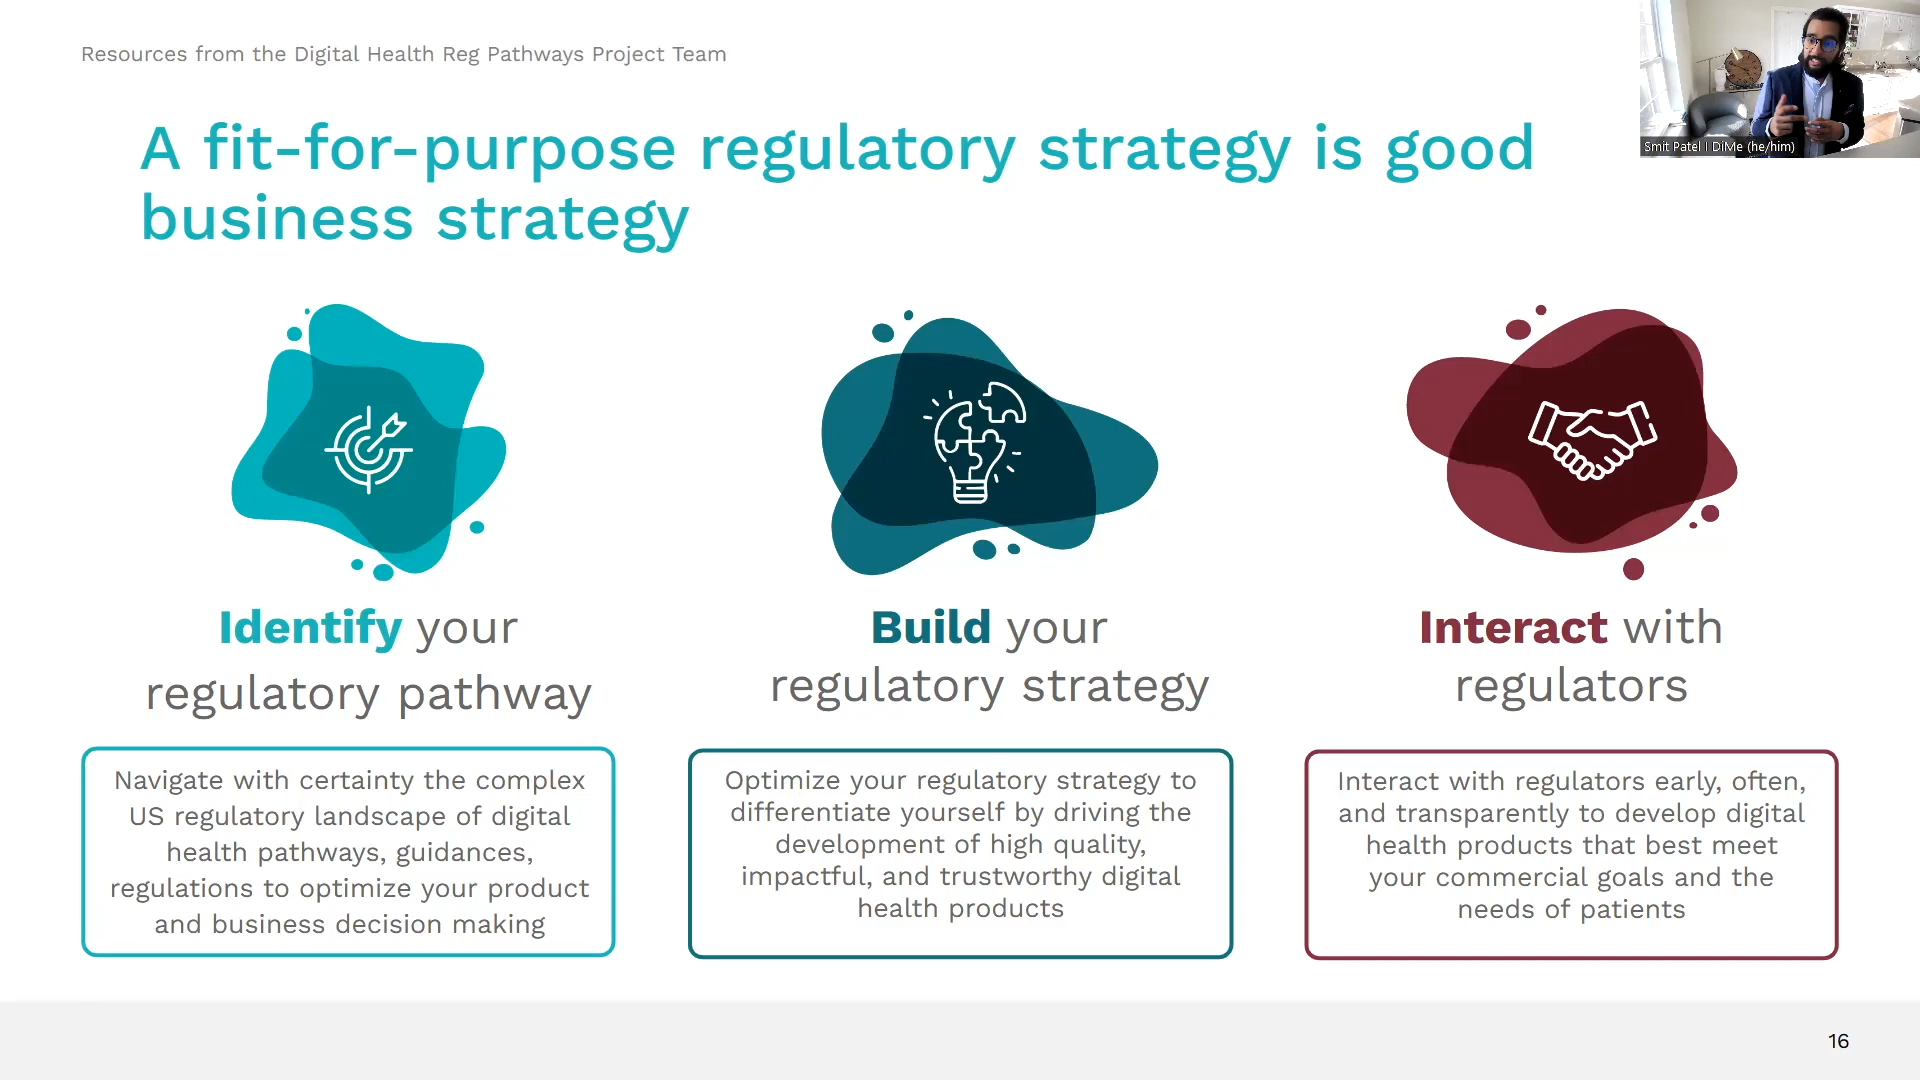 Resources from the Digital Health Reg Pathways Project Team
A fit-for-purpose regulatory strategy is good
business strategy
Smit Patel | DiMe (he/him)
Identify your
regulatory pathway
Navigate with certainty the complex
US regulatory landscape of digital
health pathways, guidances,
regulations to optimize your product
and business decision making
Build your
regulatory strategy
Optimize your regulatory strategy to
differentiate yourself by driving the
development of high quality,
impactful, and trustworthy digital
health products
Interact with
regulators
Interact with regulators early, often,
and transparently to develop digital
health products that best meet
your commercial goals and the
needs of patients
16